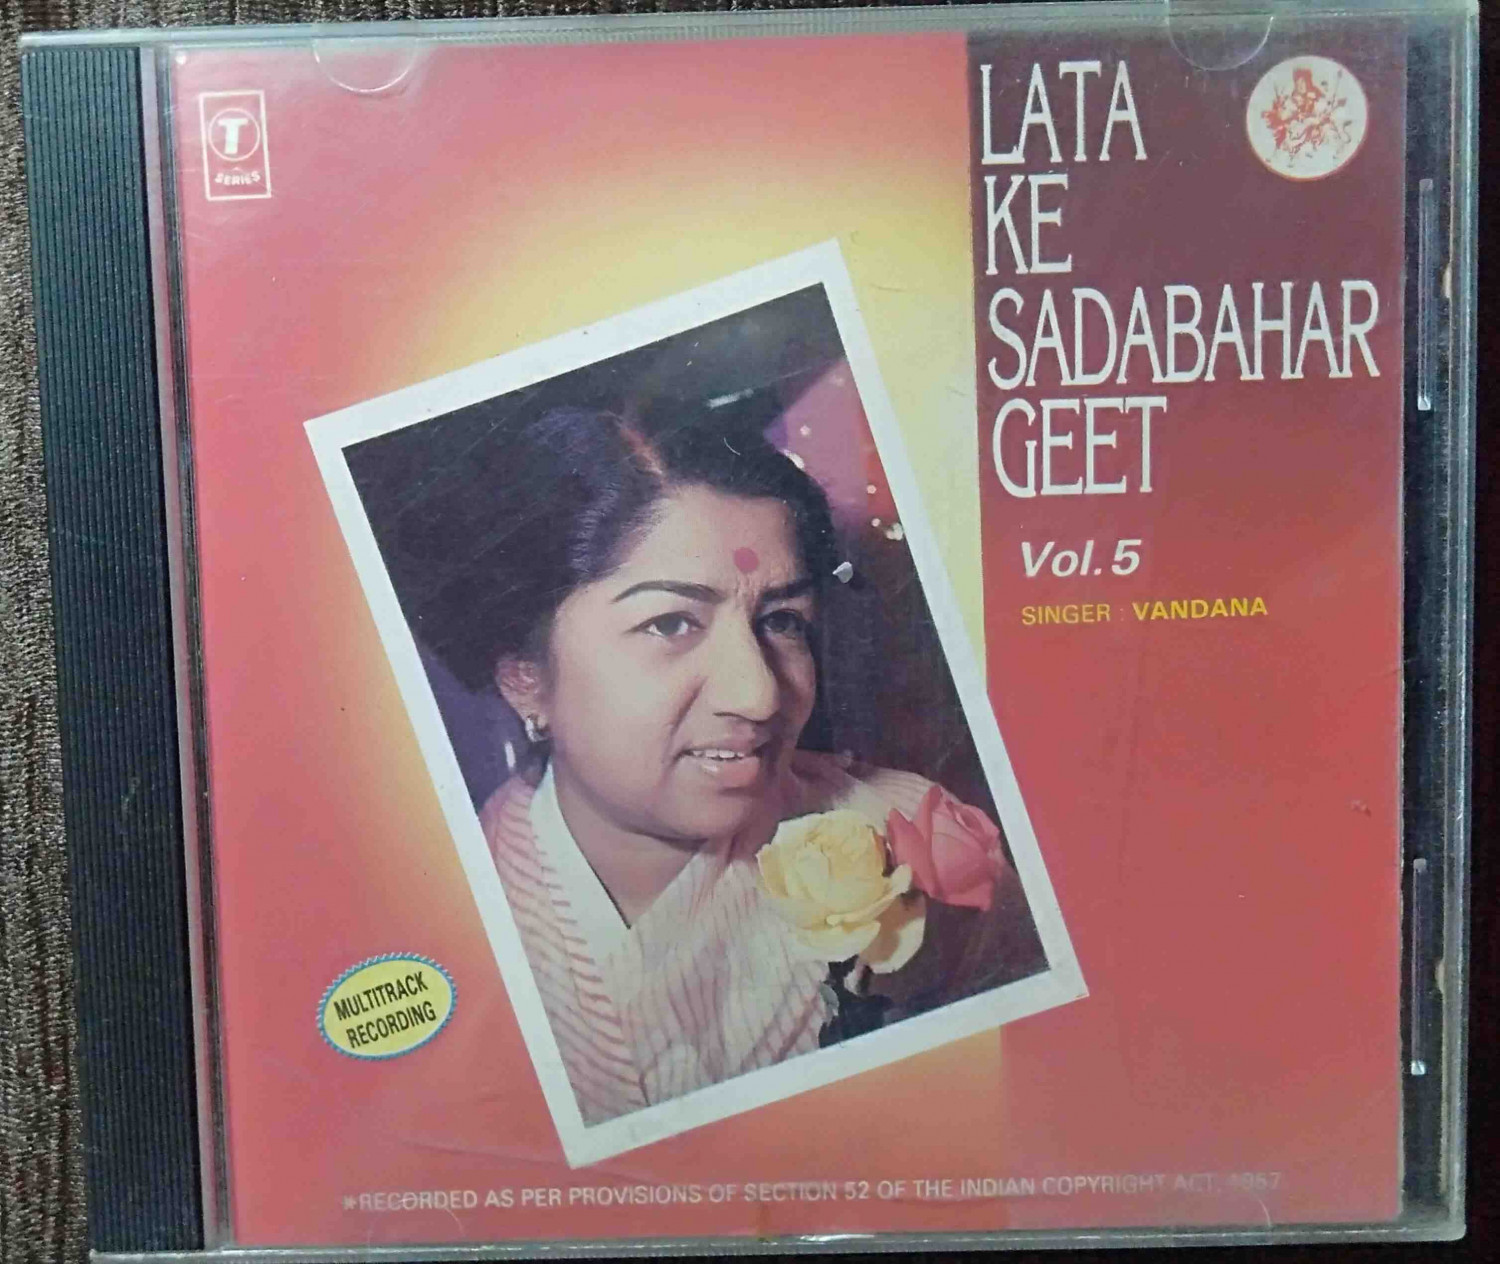 T
SERIES
LATA
KE
SADABAHAR
GEET
Vol. 5
SINGER : VANDANA
MULTITRACK
RECORDING
*RECORDED AS PER PROVISIONS OF SECTION 52 OF THE INDIAN COPYRIGHT ACT, 1957